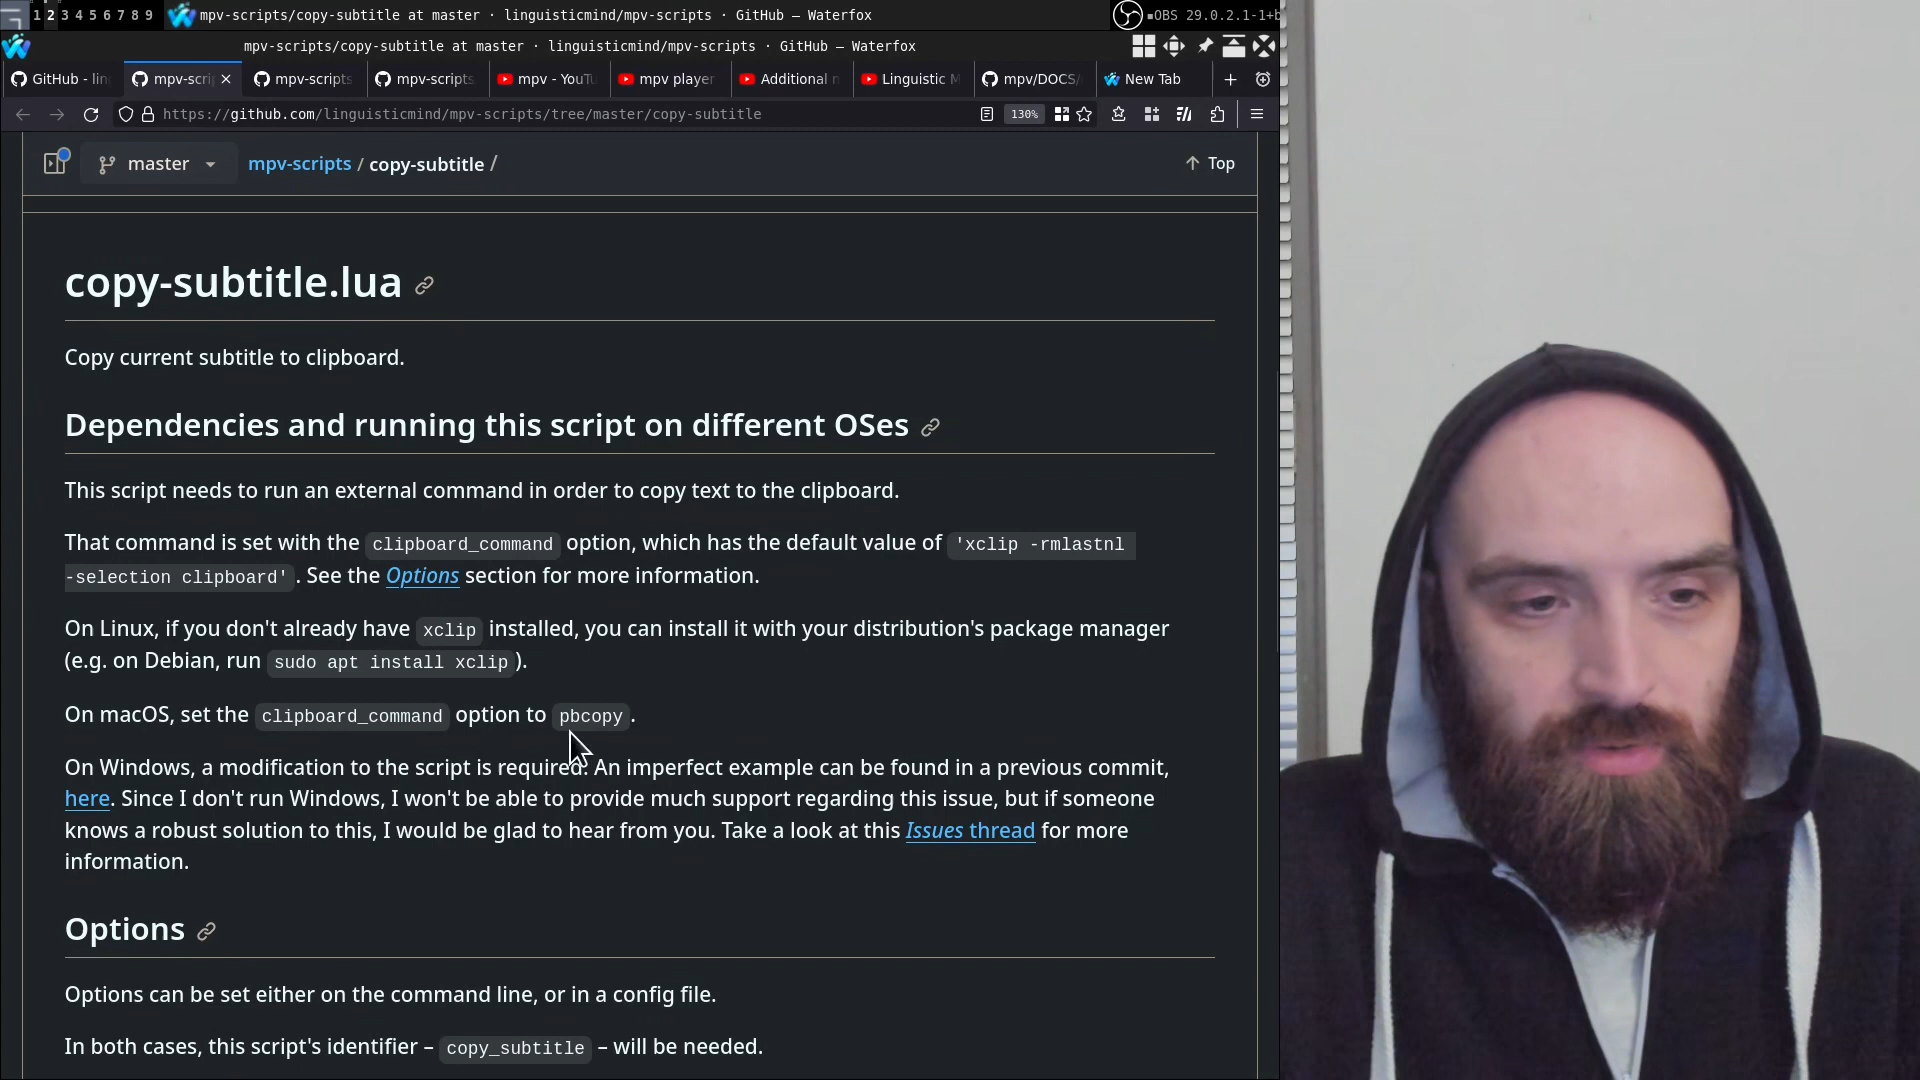 1 2 3 4 5 6 7 8 9
mpv-scripts/copy-subtitle at master · linguisticmind/mpv-scripts · GitHub — Waterfox
OBS 29.0.2.1-1+b
mpv-scripts/copy-subtitle at master · linguisticmind/mpv-scripts · GitHub — Waterfox
GitHub - lin
mpv-scri
mpv-scripts
mpv-scripts
mpv - YouTu
mpv player
Additional n
Linguistic M
mpv/DOCS/
New Tab
https://github.com/linguisticmind/mpv-scripts/tree/master/copy-subtitle
130%
master
mpv-scripts / copy-subtitle /
Top
copy-subtitle.lua
Copy current subtitle to clipboard.
Dependencies and running this script on different OSes
This script needs to run an external command in order to copy text to the clipboard.
That command is set with the clipboard_command option, which has the default value of 'xclip -rmlastnl
-selection clipboard'. See the Options section for more information.
On Linux, if you don't already have xclip installed, you can install it with your distribution's package manager
(e.g. on Debian, run sudo apt install xclip).
On macOS, set the clipboard_command option to pbcopy.
On Windows, a modification to the script is required. An imperfect example can be found in a previous commit,
here. Since I don't run Windows, I won't be able to provide much support regarding this issue, but if someone
knows a robust solution to this, I would be glad to hear from you. Take a look at this Issues thread for more
information.
Options
Options can be set either on the command line, or in a config file.
In both cases, this script's identifier – copy_subtitle – will be needed.